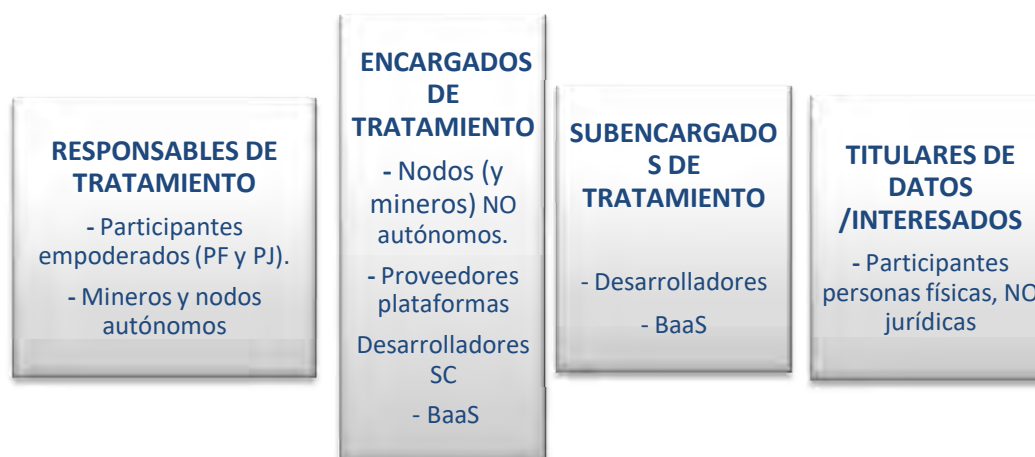 RESPONSABLES DE
TRATAMIENTO
- Participantes
empoderados (PF y PJ).
- Mineros y nodos
autónomos
ENCARGADOS
DE
TRATAMIENTO
- Nodos (y
mineros) NO
autónomos.
- Proveedores
plataformas
Desarrolladores
SC
- BaaS
SUBENCARGADO
S DE
TRATAMIENTO
- Desarrolladores
- BaaS
TITULARES DE
DATOS
/INTERESADOS
- Participantes
personas físicas, NO
jurídicas